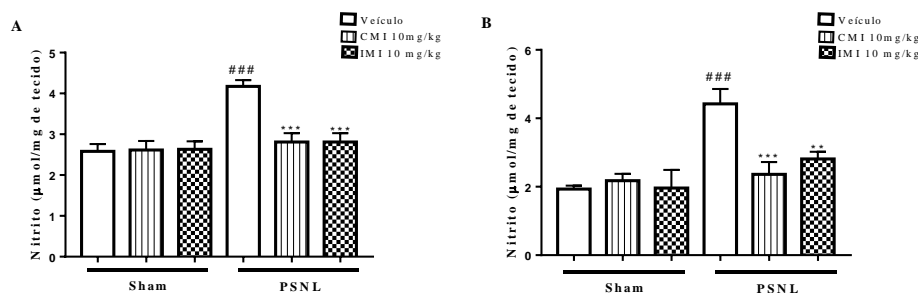 A
Veículo
CMI 10mg/kg
IMI 10 mg/kg
Nitrito (µmol/mg de tecido)
5
4
3
2
1
0
###
***
***
Sham
PSNL
B
Veículo
CMI 10mg/kg
IMI 10 mg/kg
Nitrito (µmol/mg de tecido)
6
4
2
0
###
***
**
Sham
PSNL